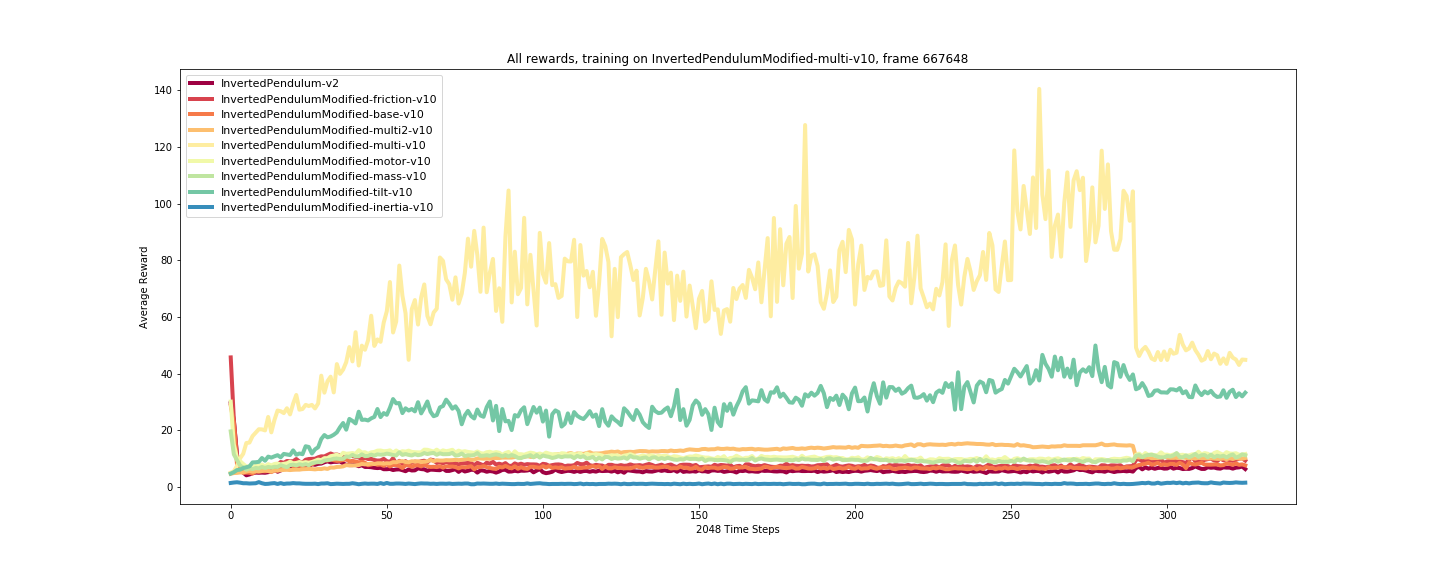 All rewards, training on InvertedPendulumModified-multi-v10, frame 667648
InvertedPendulum-v2
InvertedPendulumModified-friction-v10
InvertedPendulumModified-base-v10
InvertedPendulumModified-multi2-v10
InvertedPendulumModified-multi-v10
InvertedPendulumModified-motor-v10
InvertedPendulumModified-mass-v10
InvertedPendulumModified-tilt-v10
InvertedPendulumModified-inertia-v10
140
120
100
80
60
40
20
0
Average Reward
0 50 100 150 200 250 300
2048 Time Steps